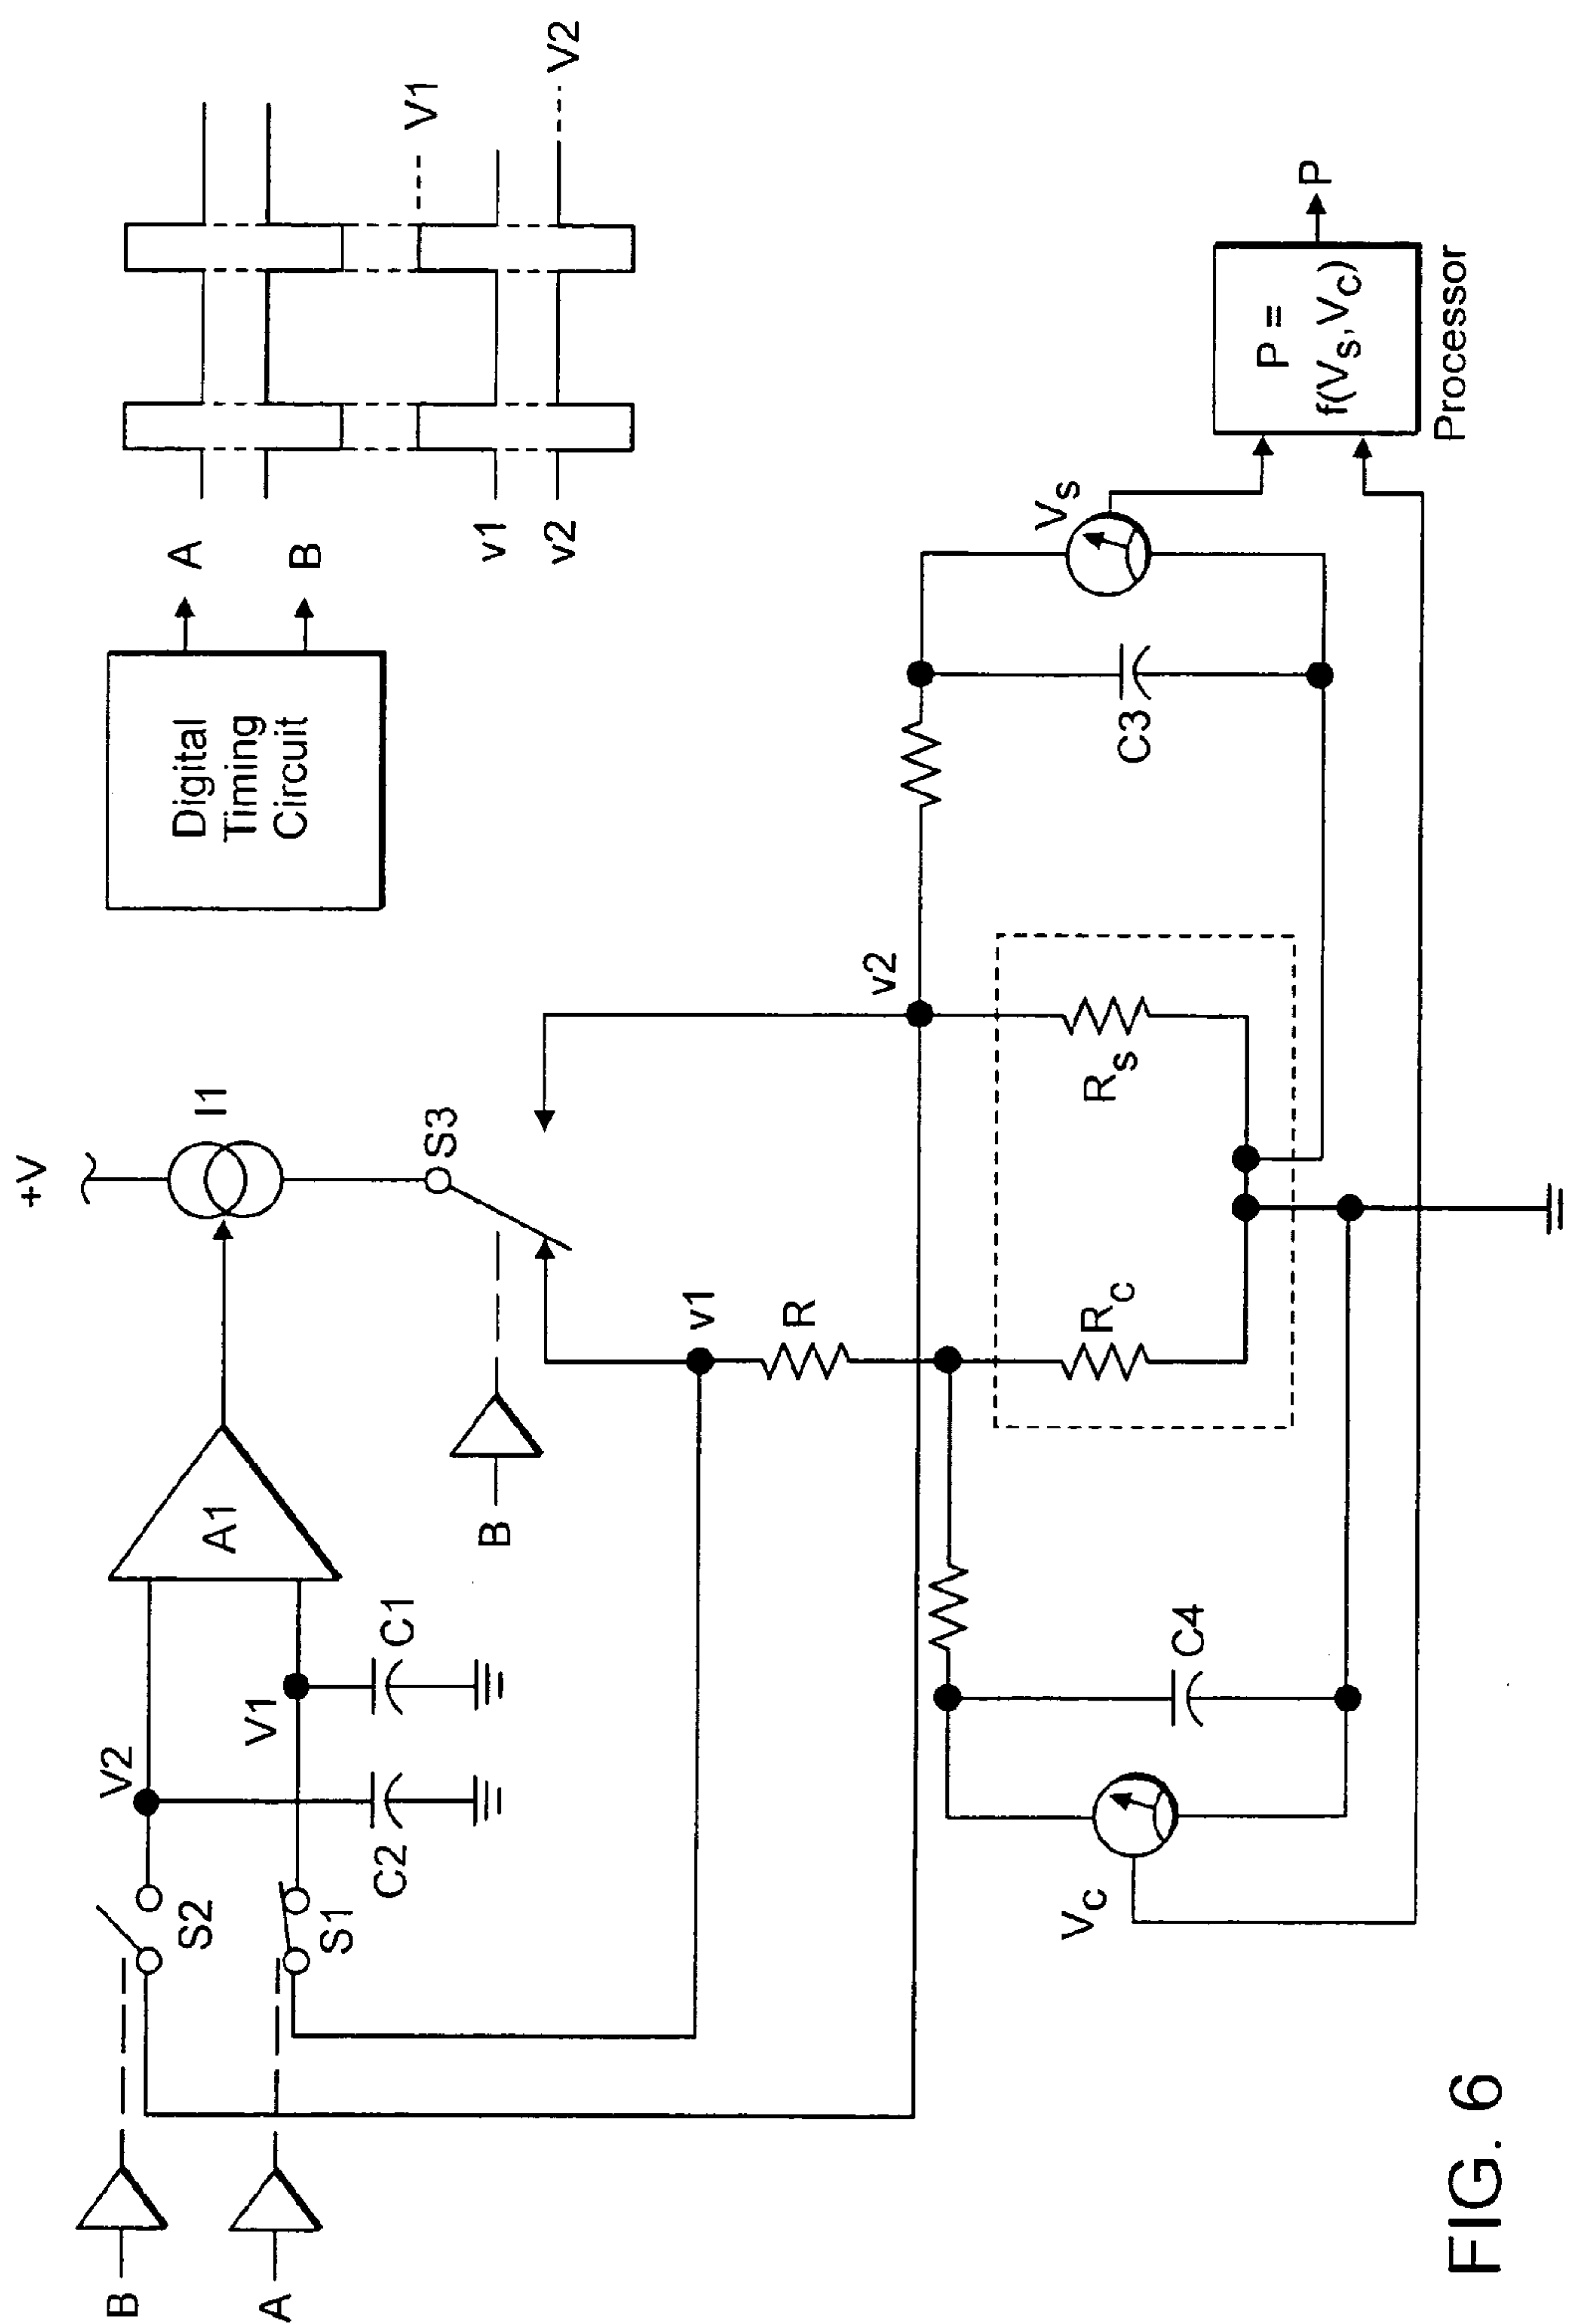 B
A
S2
S1
V2
V1
C2
C1
A1
+V
I1
B
S3
v1
R
v2
Digital
Timing
Circuit
A
B
v1
v2
V1
V2
Vc
C4
Rc
Rs
C3
Vs
P =
f(Vs,Vc)
Processor
P
FIG. 6